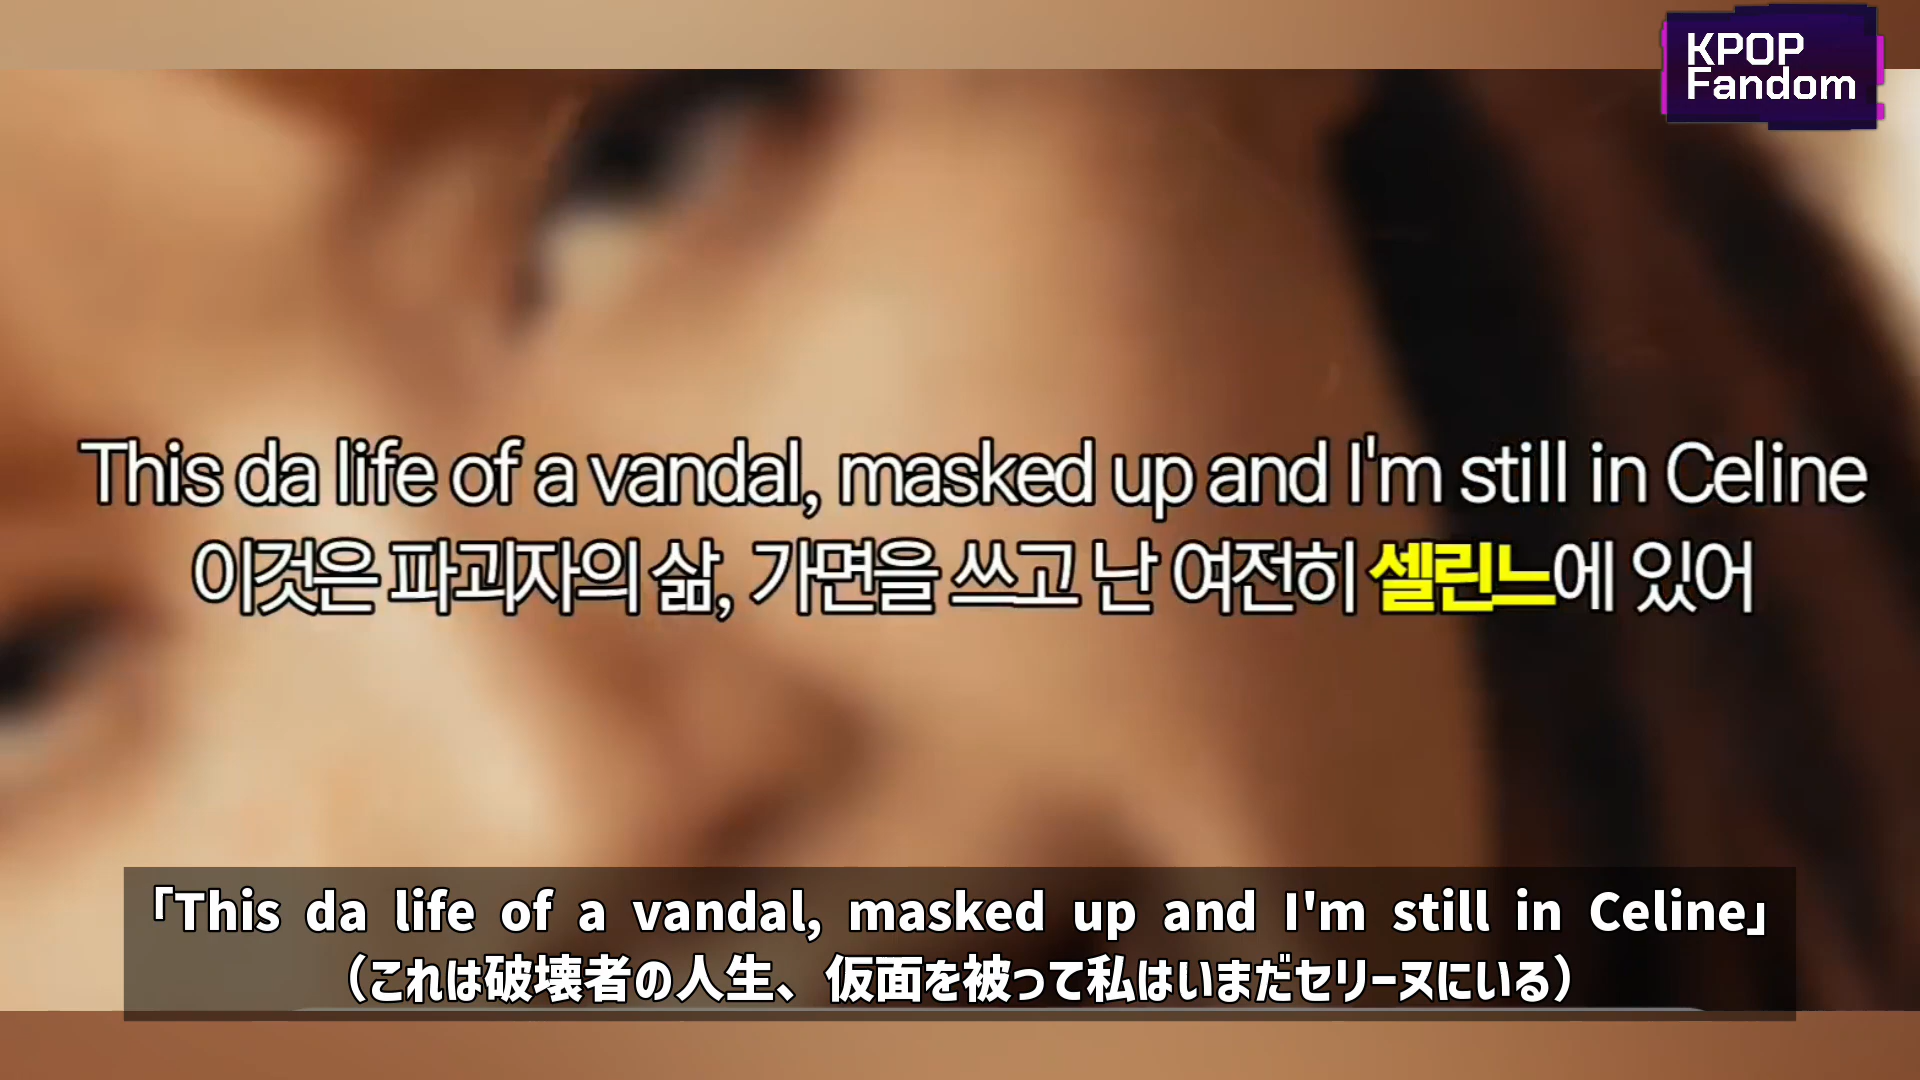 KPOP
Fandom
This da life of a vandal, masked up and I'm still in Celine
이것은 파괴자의 삶, 가면을 쓰고 난 여전히 셀린느에 있어
「This da life of a vandal, masked up and I'm still in Celine」
（これは破壊者の人生、仮面を被って私はいまだセリーヌにいる）